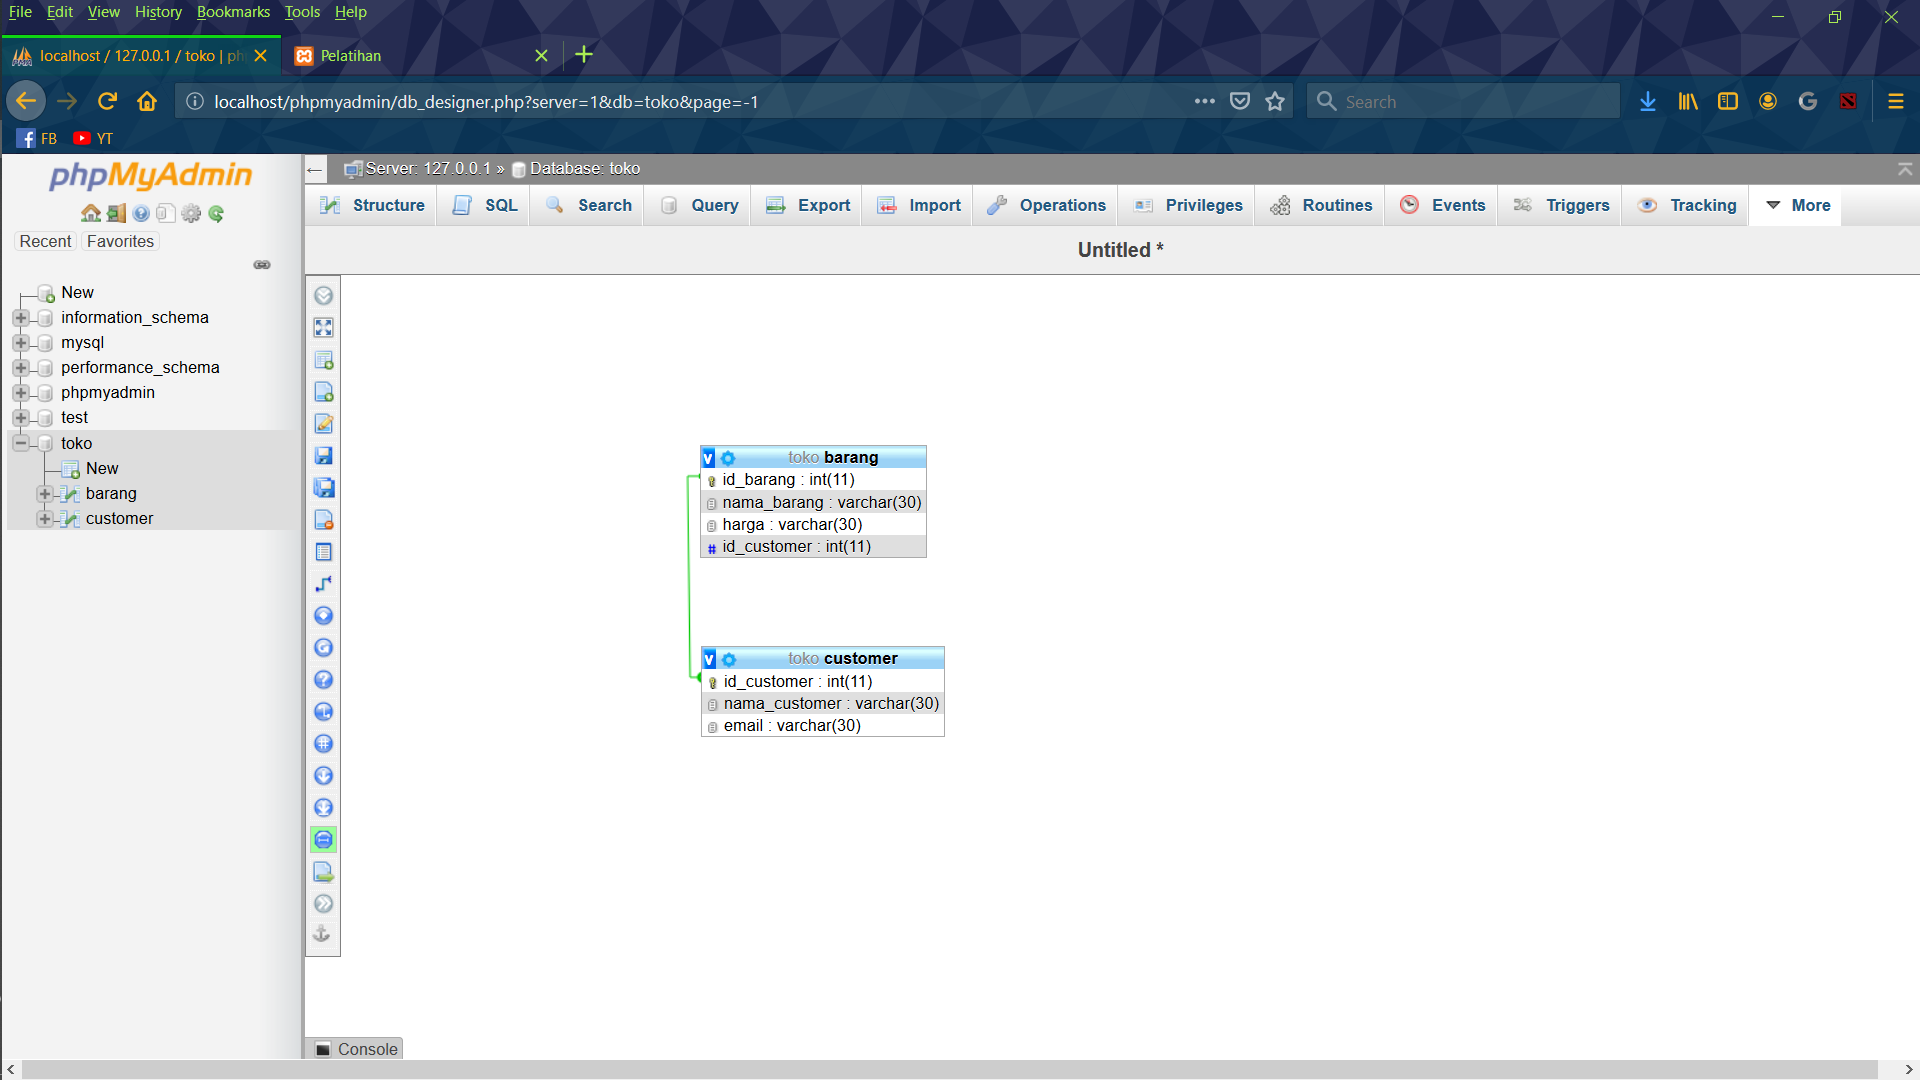 File Edit View History Bookmarks Tools Help
localhost / 127.0.0.1 / toko | ph
Pelatihan
localhost/phpmyadmin/db_designer.php?server=1&db=toko&page=-1
Search
FB YT
phpMyAdmin
Recent Favorites
New
information_schema
mysql
performance_schema
phpmyadmin
test
toko
New
barang
customer
Server: 127.0.0.1 » Database: toko
Structure SQL Search Query Export Import Operations Privileges Routines Events Triggers Tracking More
Untitled *
v toko barang
id_barang : int(11)
nama_barang : varchar(30)
harga : varchar(30)
# id_customer : int(11)
v toko customer
id_customer : int(11)
nama_customer : varchar(30)
email : varchar(30)
Console